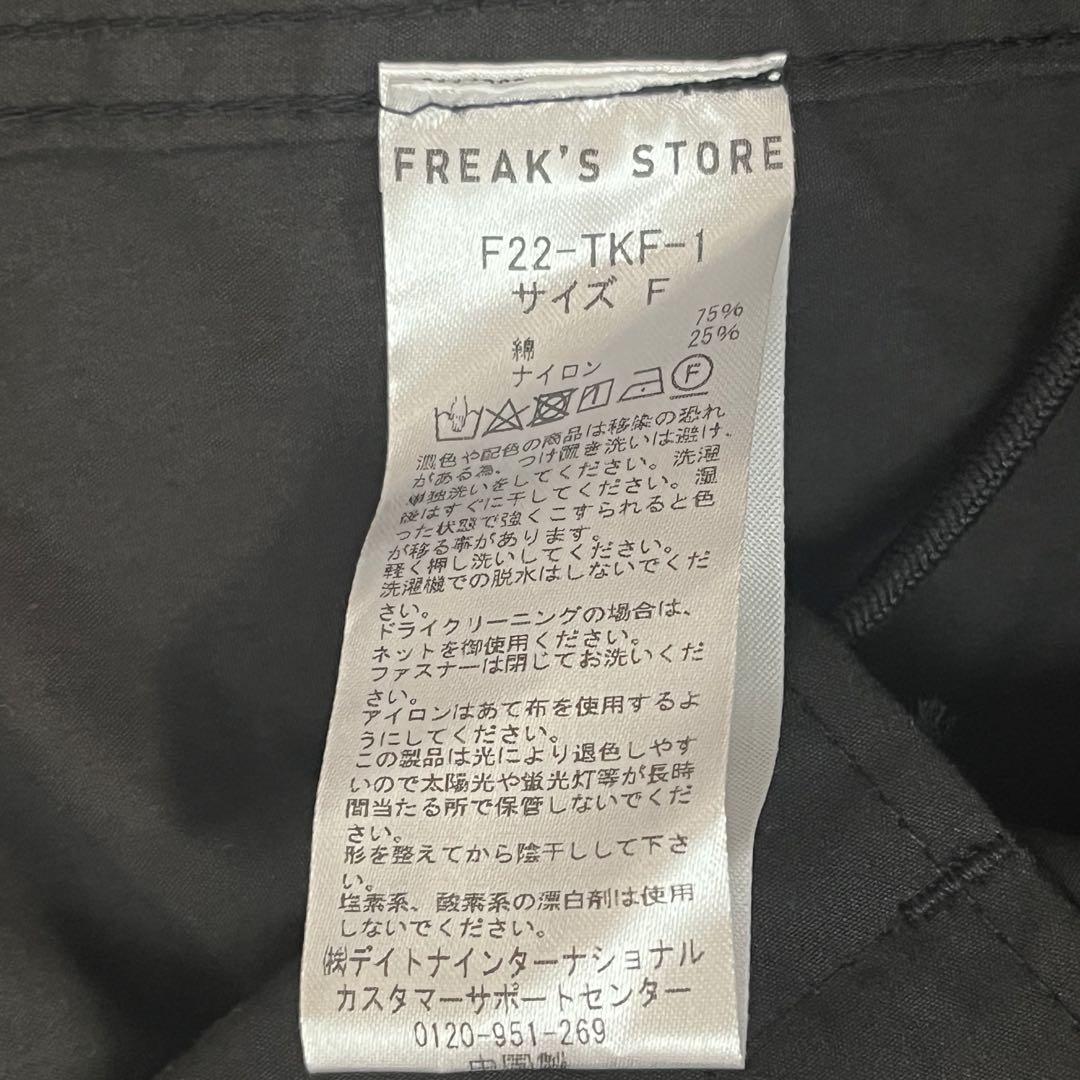 FREAK'S STORE
F22-TKF-1
サイズ F
綿 75%
ナイロン 25%
F
濃色や配色の商品は移染の恐れ
がある為、つけ置き洗いは避け、
単独洗いをしてください。洗濯
後はすぐに干してください。湿
った状態で強くこすられると色
が移る事があります。
軽く押し洗いしてください。
洗濯機での脱水はしないでくだ
さい。
ドライクリーニングの場合は、
ネットを御使用ください。
ファスナーは閉じてお洗いくだ
さい。
アイロンはあて布を使用するよ
うにしてください。
この製品は光により退色しやす
いので太陽光や蛍光灯等が長時
間当たる所で保管しないでくだ
さい。
形を整えてから陰干しして下さ
い。
塩素系、酸素系の漂白剤は使用
しないでください。
㈱デイトナインターナショナル
カスタマーサポートセンター
0120-951-269